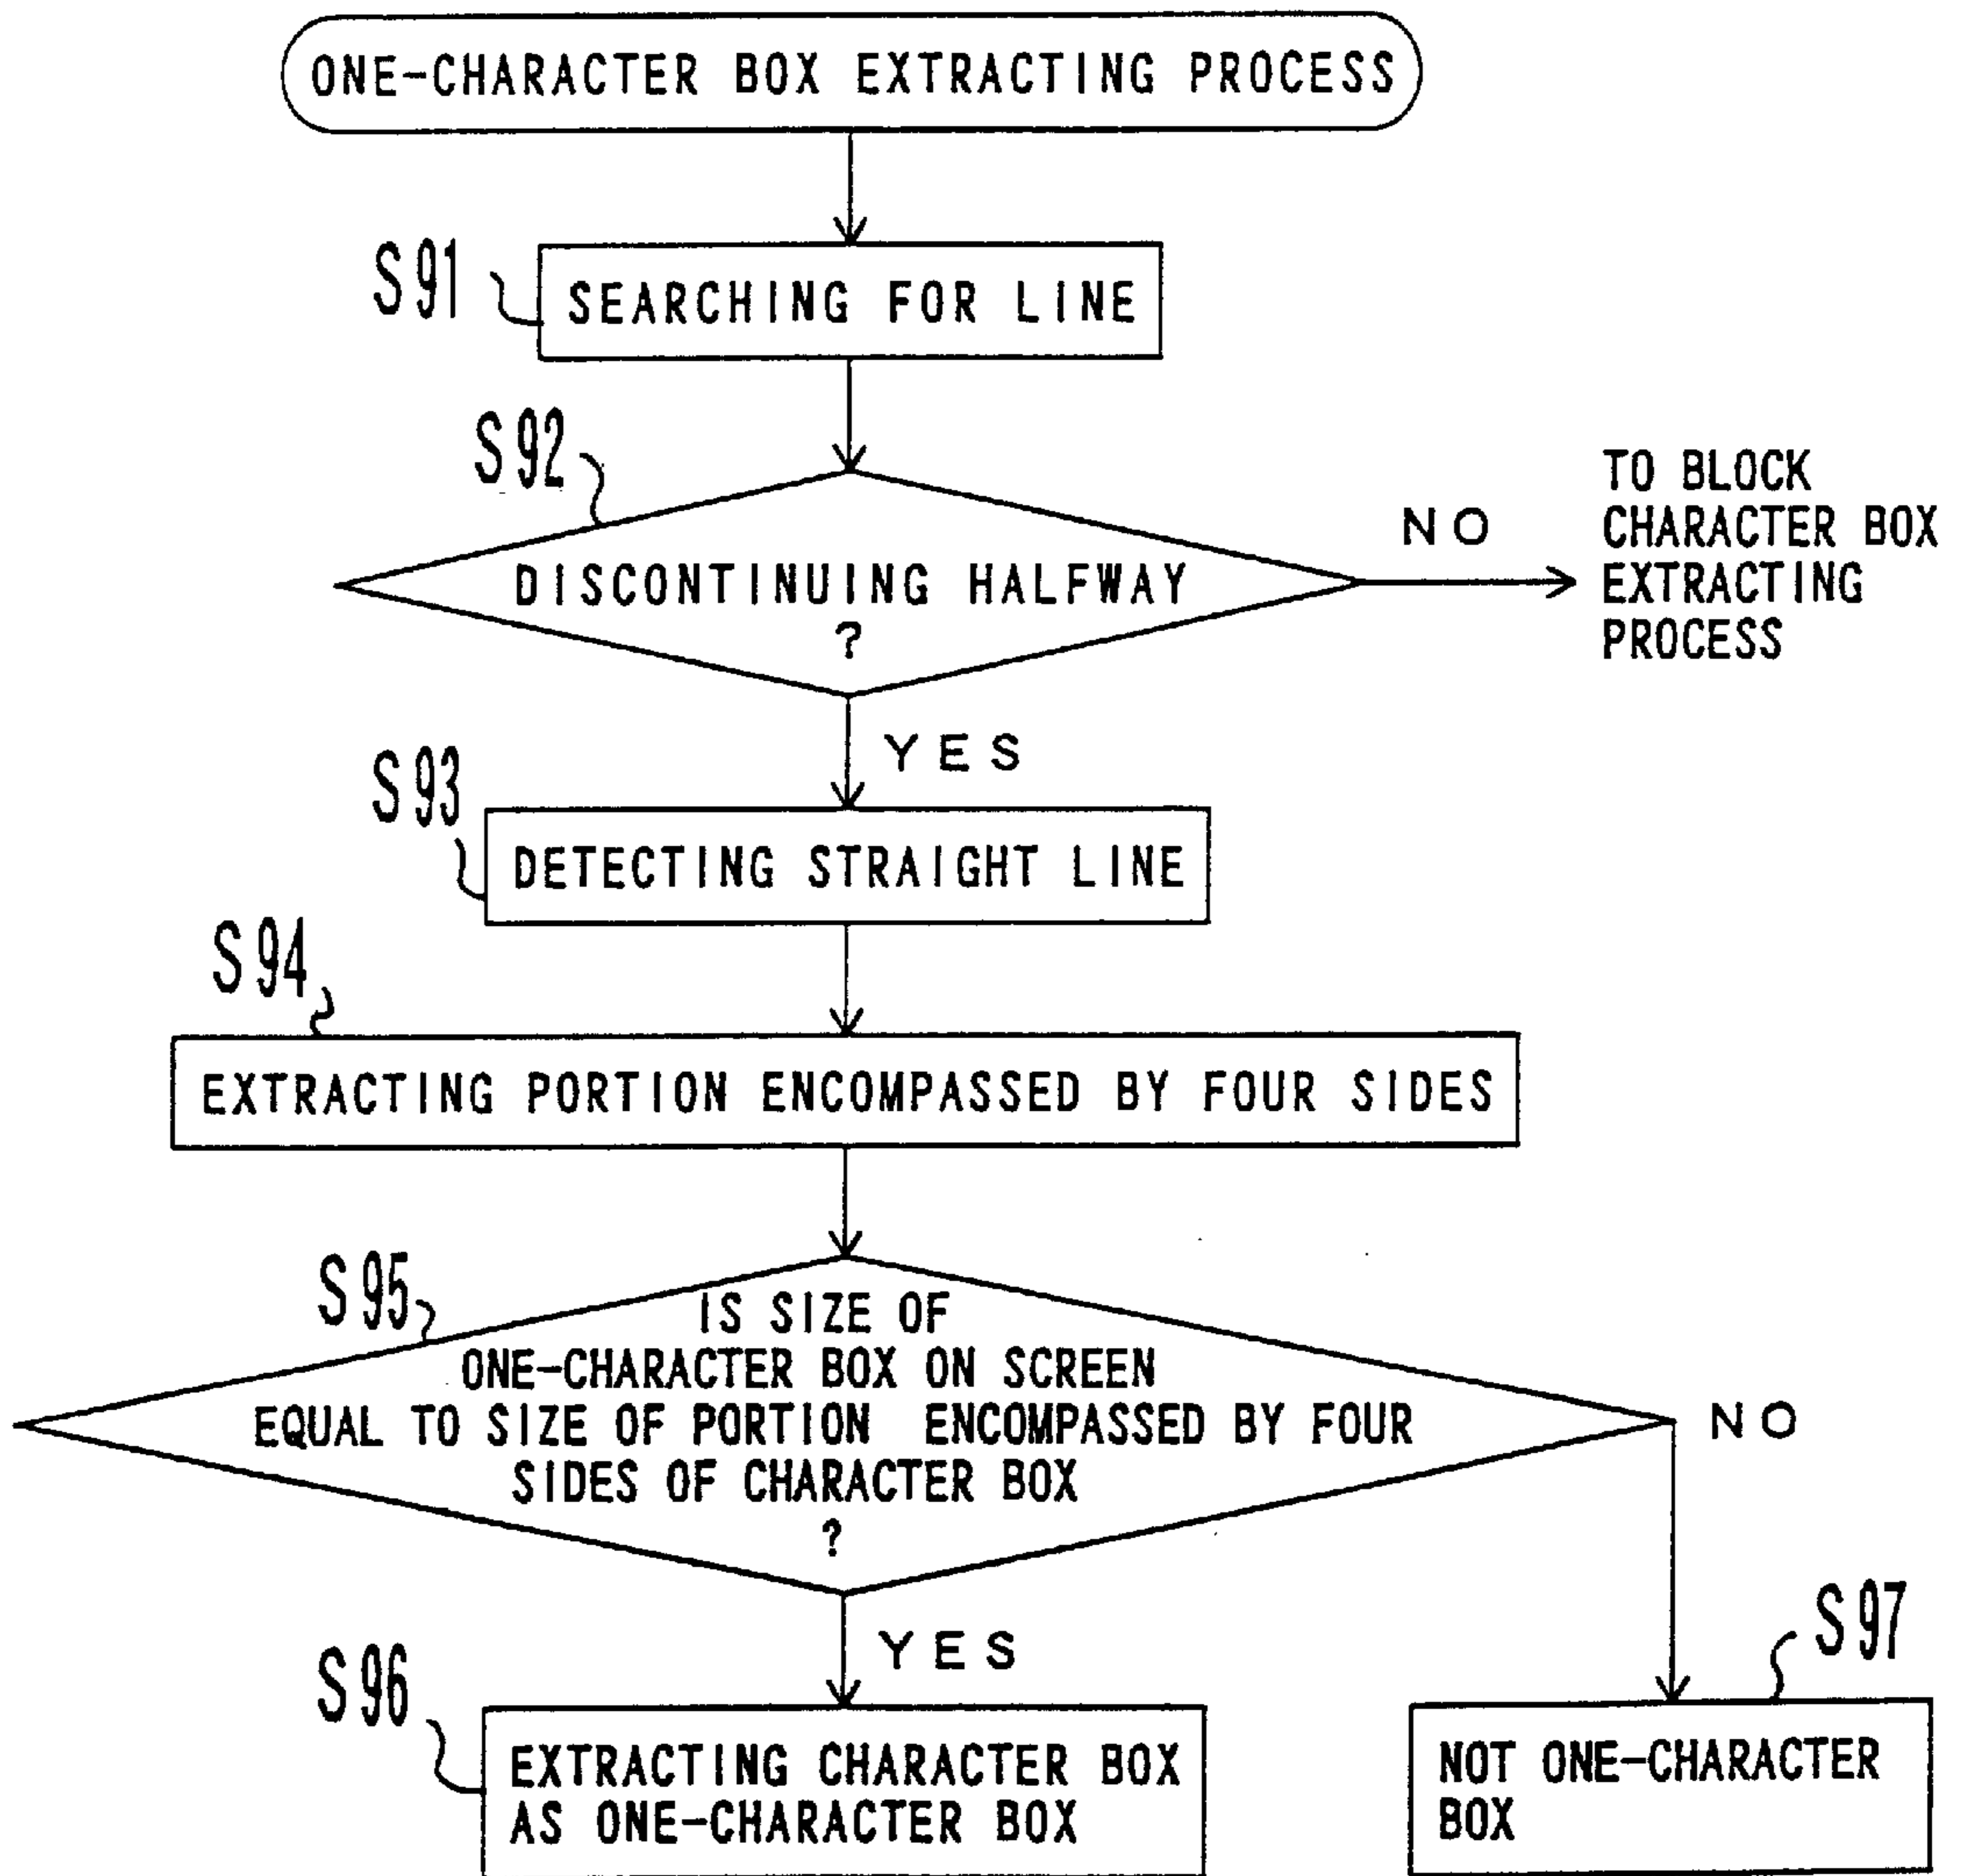 ONE-CHARACTER BOX EXTRACTING PROCESS
S91
SEARCHING FOR LINE
S92
DISCONTINUING HALFWAY
?
NO
TO BLOCK
CHARACTER BOX
EXTRACTING
PROCESS
YES
S93
DETECTING STRAIGHT LINE
S94
EXTRACTING PORTION ENCOMPASSED BY FOUR SIDES
S95
IS SIZE OF
ONE-CHARACTER BOX ON SCREEN
EQUAL TO SIZE OF PORTION ENCOMPASSED BY FOUR
SIDES OF CHARACTER BOX
?
NO
YES
S96
EXTRACTING CHARACTER BOX
AS ONE-CHARACTER BOX
S97
NOT ONE-CHARACTER
BOX